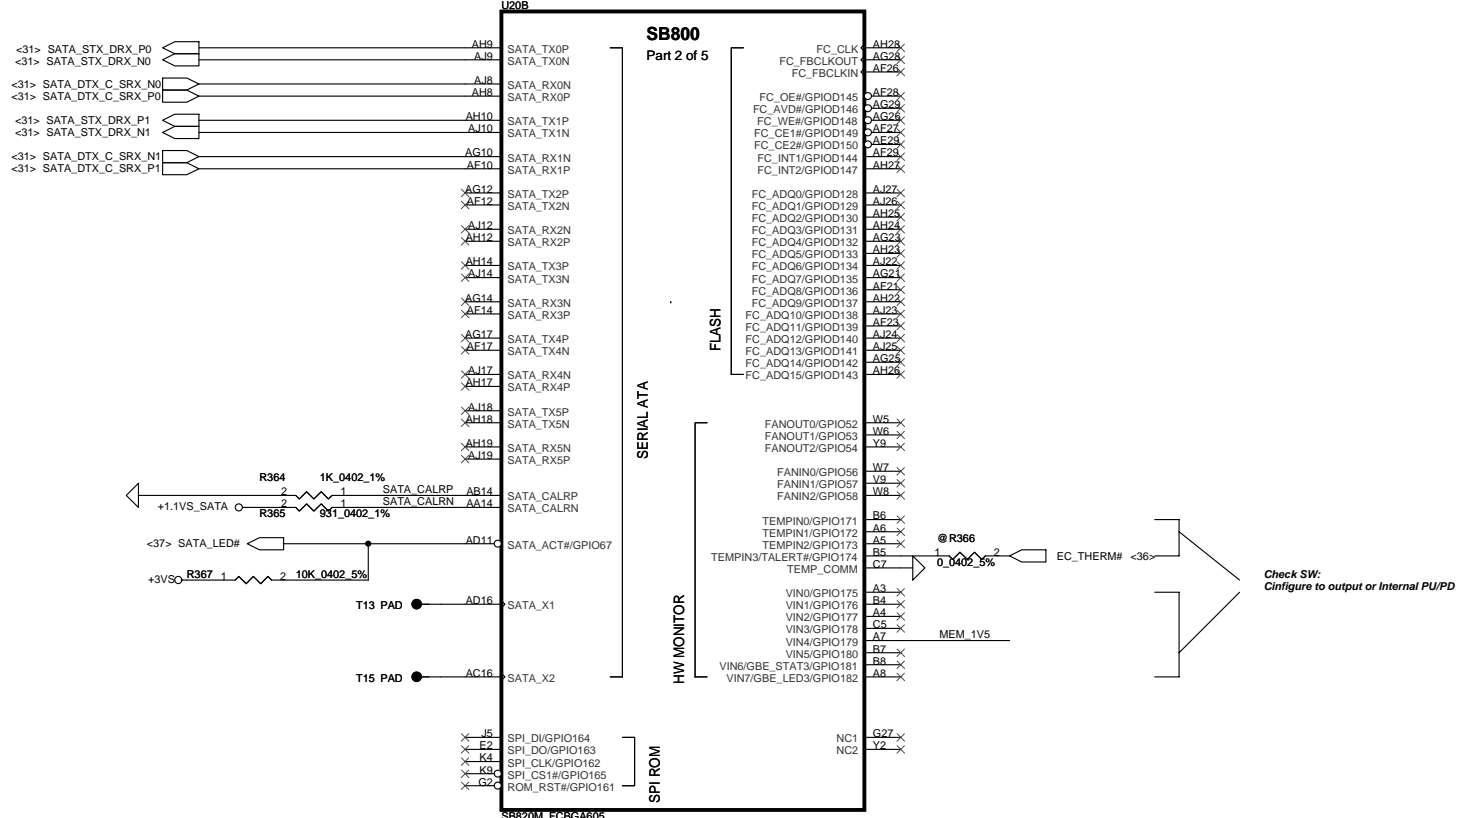 U20B
SB800
Part 2 of 5
<31> SATA_STX_DRX_P0 AH9 SATA_TX0P
<31> SATA_STX_DRX_N0 AJ9 SATA_TX0N
<31> SATA_DTX_C_SRX_N0 AJ8 SATA_RX0N
<31> SATA_DTX_C_SRX_P0 AH8 SATA_RX0P
<31> SATA_STX_DRX_P1 AH10 SATA_TX1P
<31> SATA_STX_DRX_N1 AJ10 SATA_TX1N
<31> SATA_DTX_C_SRX_N1 AG10 SATA_RX1N
<31> SATA_DTX_C_SRX_P1 AF10 SATA_RX1P
AG12 SATA_TX2P
AF12 SATA_TX2N
AJ12 SATA_RX2N
AH12 SATA_RX2P
AH14 SATA_TX3P
AJ14 SATA_TX3N
AG14 SATA_RX3N
AF14 SATA_RX3P
AG17 SATA_TX4P
AF17 SATA_TX4N
AJ17 SATA_RX4N
AH17 SATA_RX4P
AJ18 SATA_TX5P
AH18 SATA_TX5N
AH19 SATA_RX5N
AJ19 SATA_RX5P
R364 1K_0402_1%
2 1 SATA_CALRP AB14 SATA_CALRP
+1.1VS_SATA 2 1 SATA_CALRN AA14 SATA_CALRN
R365 931_0402_1%
<37> SATA_LED# AD11 SATA_ACT#/GPIO67
+3VS R367 1 2 10K_0402_5%
T13 PAD AD16 SATA_X1
T15 PAD AC16 SATA_X2
SERIAL ATA
J5 SPI_DI/GPIO164
E2 SPI_DO/GPIO163
K4 SPI_CLK/GPIO162
K9 SPI_CS1#/GPIO165
G2 ROM_RST#/GPIO161
SPI ROM
FC_CLK AH28
FC_FBCLKOUT AG28
FC_FBCLKIN AF26
FC_OE#/GPIOD145 AF28
FC_AVD#/GPIOD146 AG29
FC_WE#/GPIOD148 AG26
FC_CE1#/GPIOD149 AF27
FC_CE2#/GPIOD150 AE29
FC_INT1/GPIOD144 AF29
FC_INT2/GPIOD147 AH27
FC_ADQ0/GPIOD128 AJ27
FC_ADQ1/GPIOD129 AJ26
FC_ADQ2/GPIOD130 AH25
FC_ADQ3/GPIOD131 AH24
FC_ADQ4/GPIOD132 AG23
FC_ADQ5/GPIOD133 AH23
FC_ADQ6/GPIOD134 AJ22
FC_ADQ7/GPIOD135 AG21
FC_ADQ8/GPIOD136 AF21
FC_ADQ9/GPIOD137 AH22
FC_ADQ10/GPIOD138 AJ23
FC_ADQ11/GPIOD139 AF23
FC_ADQ12/GPIOD140 AJ24
FC_ADQ13/GPIOD141 AJ25
FC_ADQ14/GPIOD142 AG25
FC_ADQ15/GPIOD143 AH26
FLASH
FANOUT0/GPIO52 W5
FANOUT1/GPIO53 W6
FANOUT2/GPIO54 Y9
FANIN0/GPIO56 W7
FANIN1/GPIO57 V9
FANIN2/GPIO58 W8
TEMPIN0/GPIO171 B6
TEMPIN1/GPIO172 A6
TEMPIN2/GPIO173 A5
@R366
TEMPIN3/TALERT#/GPIO174 B5 1 2 EC_THERM# <36>
0_0402_5%
TEMP_COMM C7
VIN0/GPIO175 A3
VIN1/GPIO176 B4
VIN2/GPIO177 A4
VIN3/GPIO178 C5
VIN4/GPIO179 A7 MEM_1V5
VIN5/GPIO180 B7
VIN6/GBE_STAT3/GPIO181 B8
VIN7/GBE_LED3/GPIO182 A8
HW MONITOR
Check SW:
Cinfigure to output or Internal PU/PD
NC1 G27
NC2 Y2
SB820M_FCBGA605